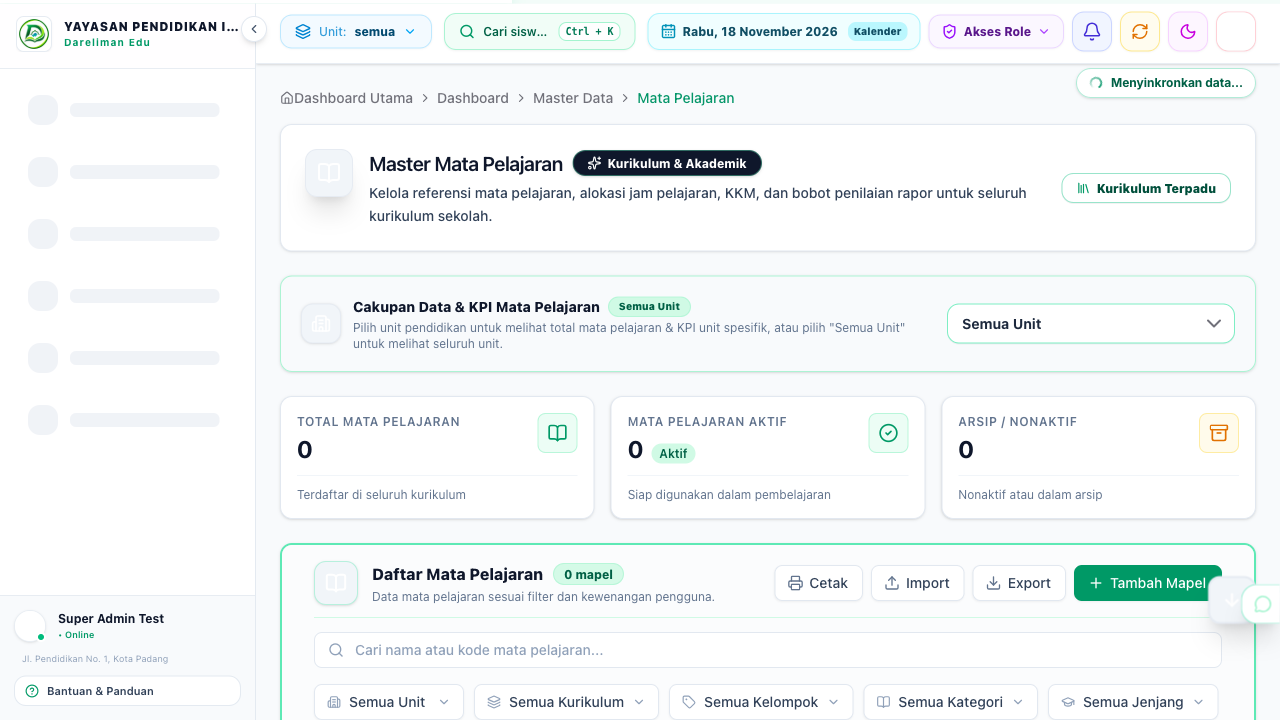 YAYASAN PENDIDIKAN I...
Dareliman Edu
Unit: semua
Cari sisw... Ctrl + K
Rabu, 18 November 2026 Kalender
Akses Role
Menyinkronkan data...
Dashboard Utama > Dashboard > Master Data > Mata Pelajaran
Master Mata Pelajaran
Kurikulum & Akademik
Kelola referensi mata pelajaran, alokasi jam pelajaran, KKM, dan bobot penilaian rapor untuk seluruh
kurikulum sekolah.
Kurikulum Terpadu
Cakupan Data & KPI Mata Pelajaran
Semua Unit
Pilih unit pendidikan untuk melihat total mata pelajaran & KPI unit spesifik, atau pilih "Semua Unit"
untuk melihat seluruh unit.
Semua Unit
TOTAL MATA PELAJARAN
0
Terdaftar di seluruh kurikulum
MATA PELAJARAN AKTIF
0 Aktif
Siap digunakan dalam pembelajaran
ARSIP / NONAKTIF
0
Nonaktif atau dalam arsip
Daftar Mata Pelajaran
0 mapel
Data mata pelajaran sesuai filter dan kewenangan pengguna.
Cetak
Import
Export
Tambah Mapel
Cari nama atau kode mata pelajaran...
Semua Unit
Semua Kurikulum
Semua Kelompok
Semua Kategori
Semua Jenjang
Super Admin Test
• Online
Jl. Pendidikan No. 1, Kota Padang
Bantuan & Panduan